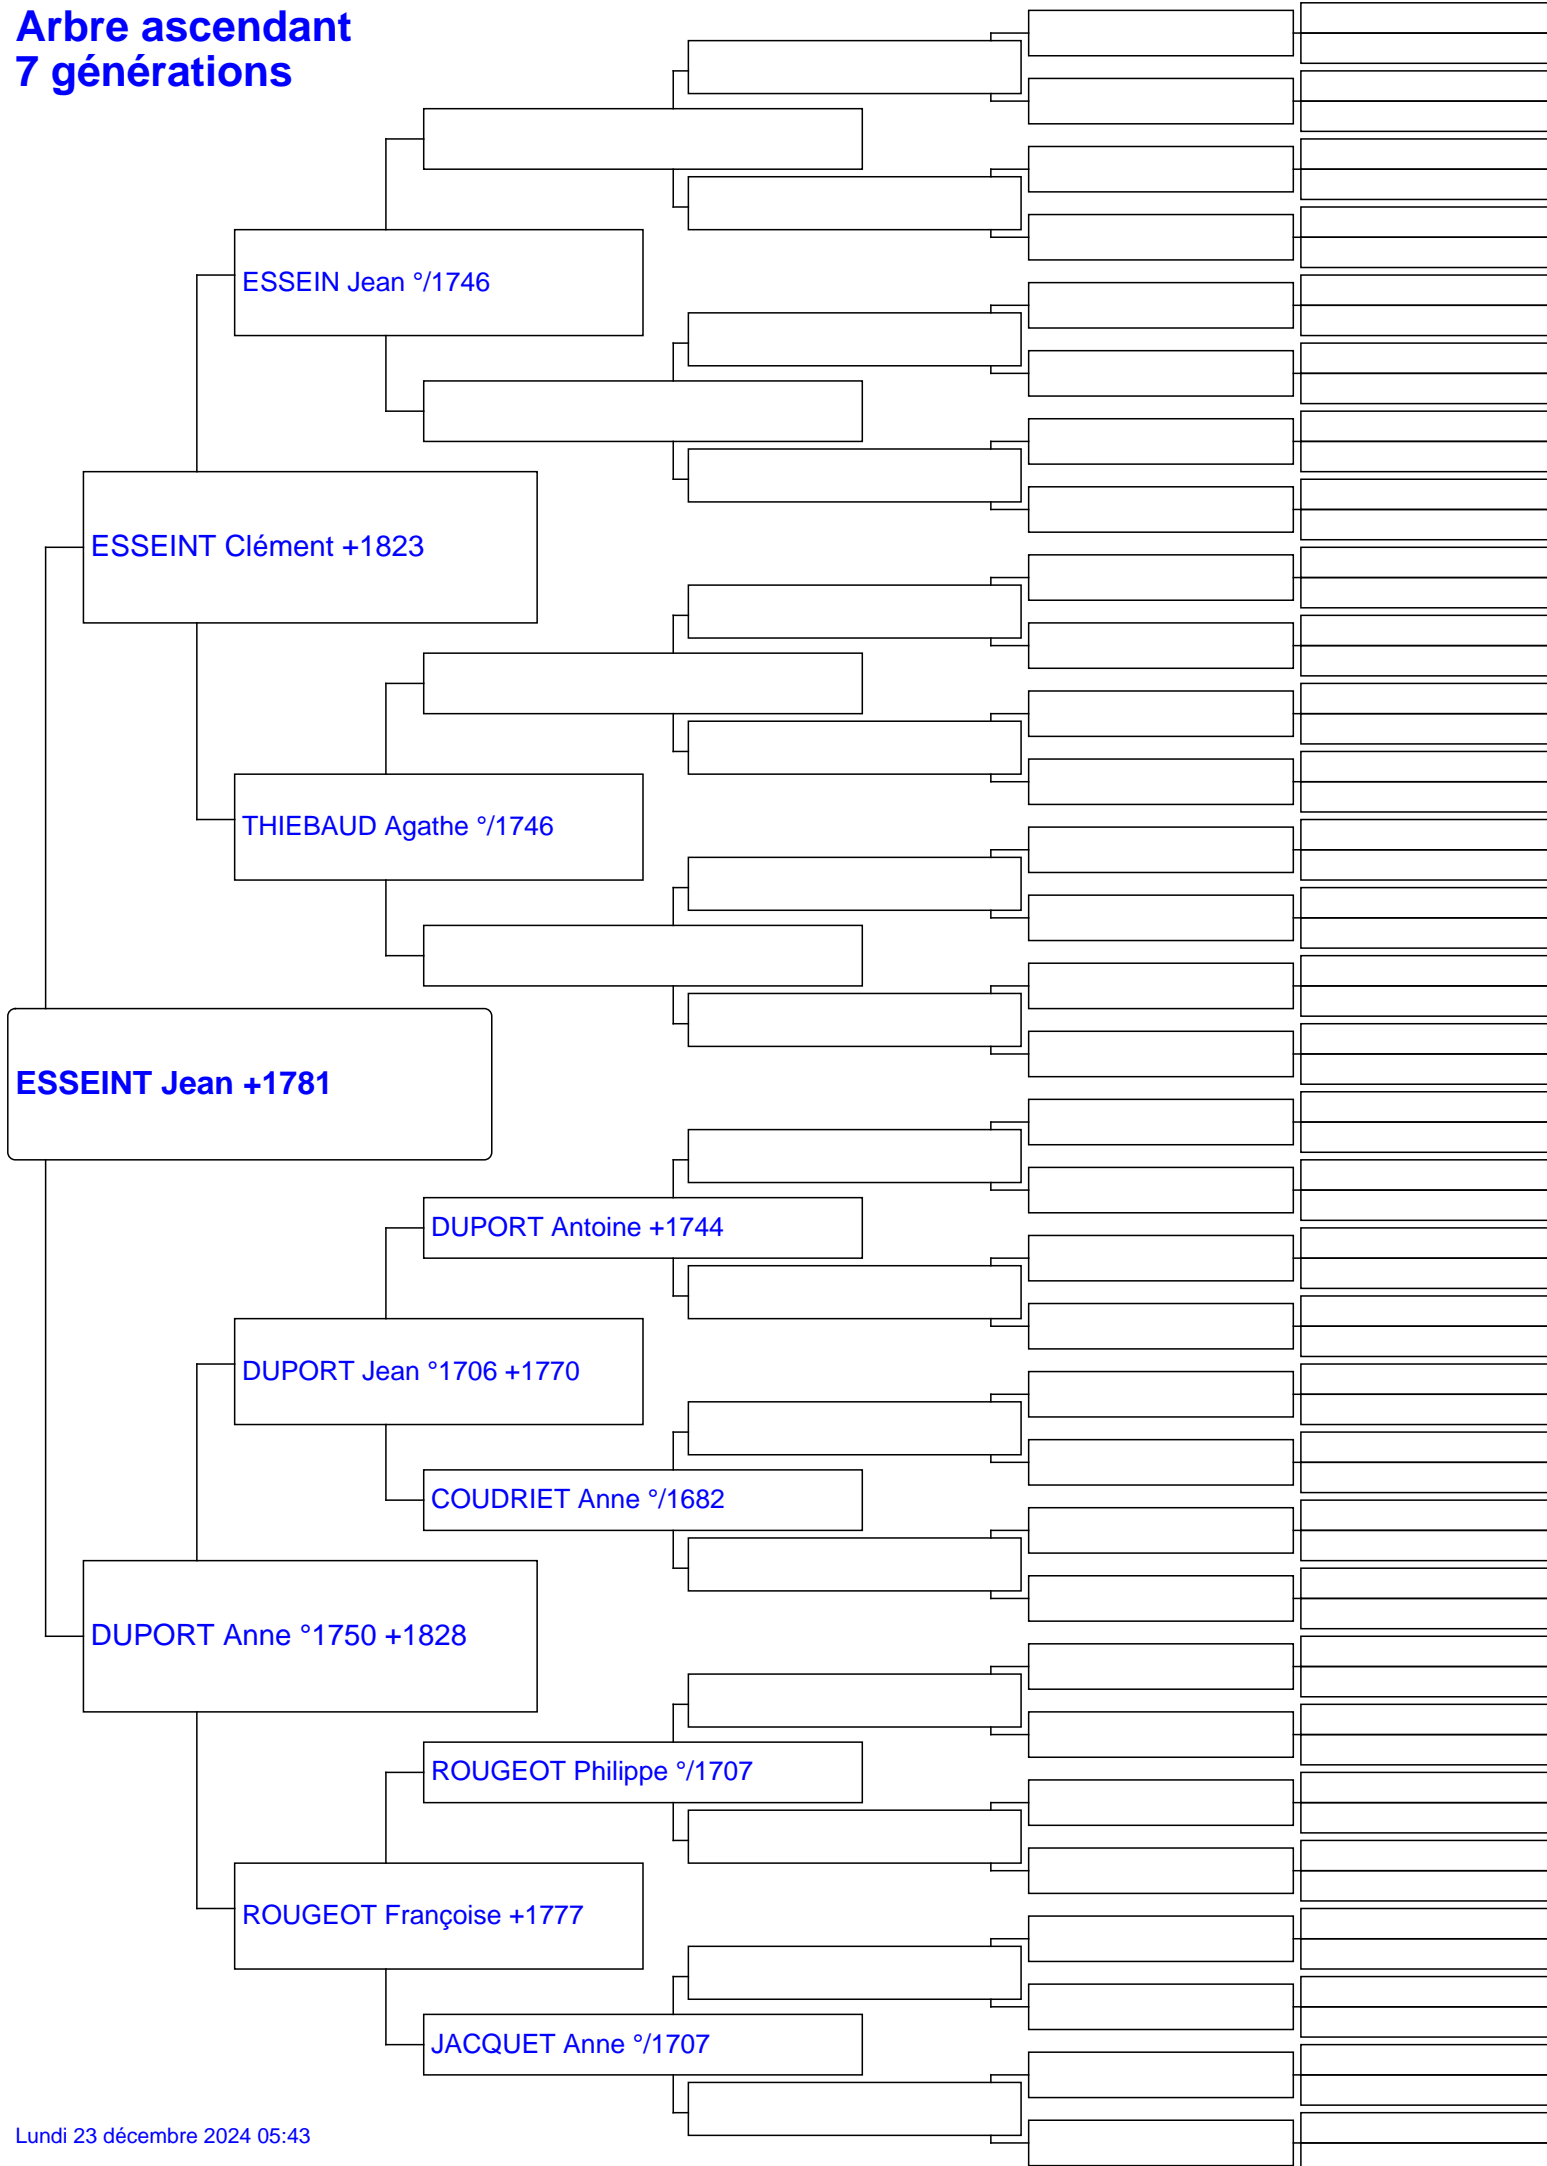 Arbre ascendant
7 générations
ESSEIN Jean °/1746
ESSEINT Clément +1823
THIEBAUD Agathe °/1746
ESSEINT Jean +1781
DUPORT Antoine +1744
DUPORT Jean °1706 +1770
COUDRIET Anne °/1682
DUPORT Anne °1750 +1828
ROUGEOT Philippe °/1707
ROUGEOT Françoise +1777
JACQUET Anne °/1707
Lundi 23 décembre 2024 05:43